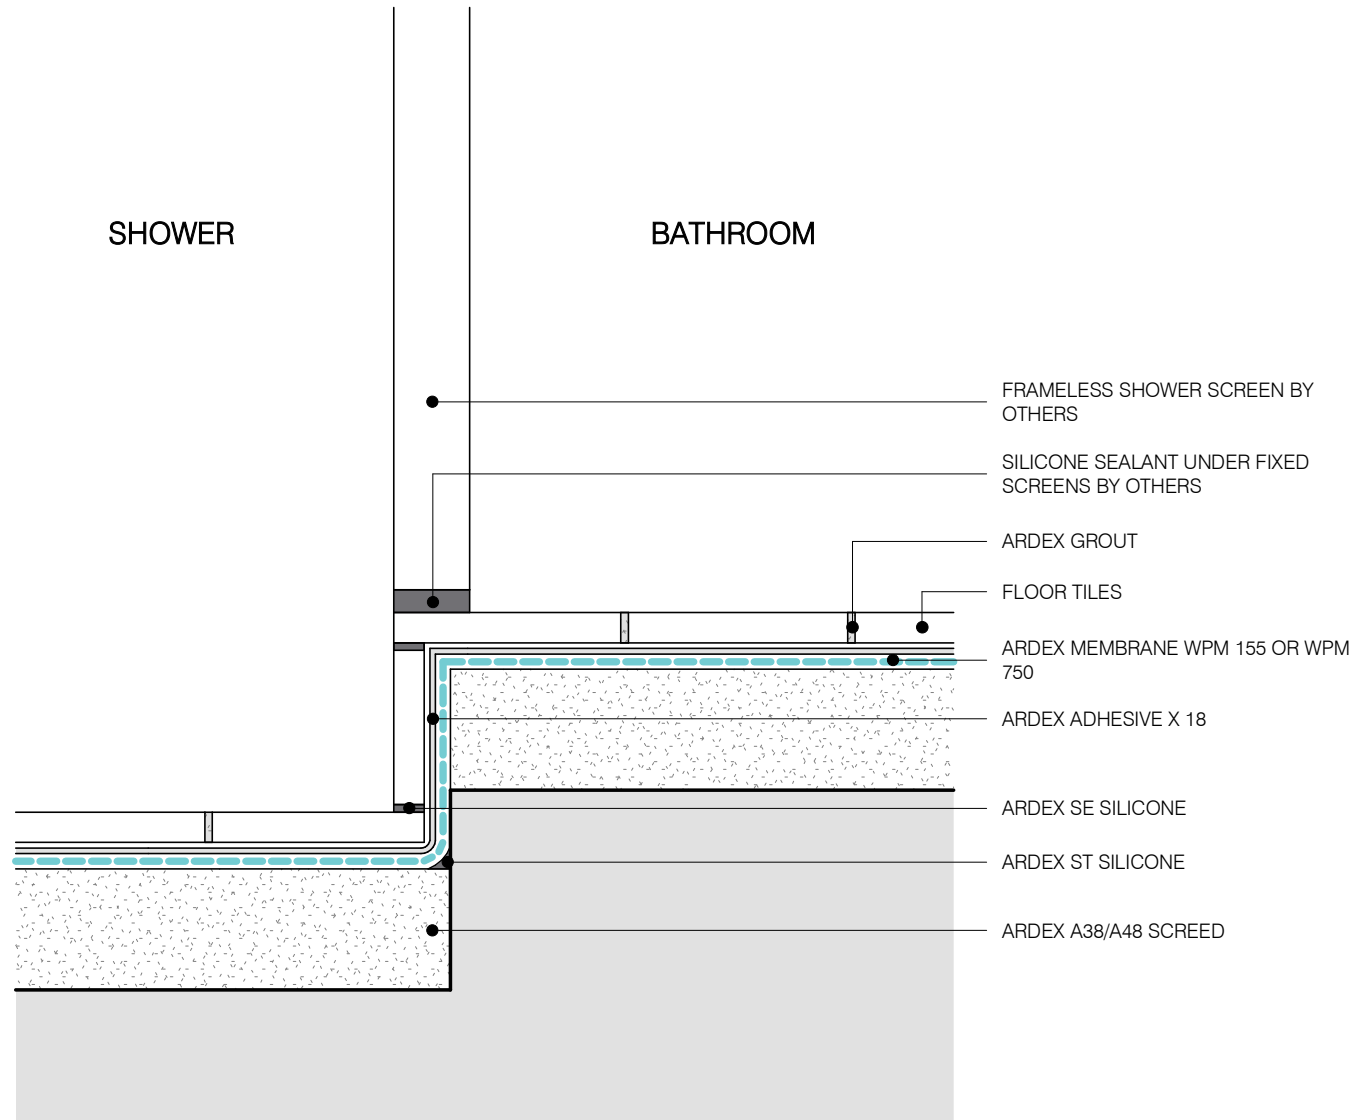 SHOWER
BATHROOM
FRAMELESS SHOWER SCREEN BY
OTHERS
SILICONE SEALANT UNDER FIXED
SCREENS BY OTHERS
ARDEX GROUT
FLOOR TILES
ARDEX MEMBRANE WPM 155 OR WPM
750
ARDEX ADHESIVE X 18
ARDEX SE SILICONE
ARDEX ST SILICONE
ARDEX A38/A48 SCREED